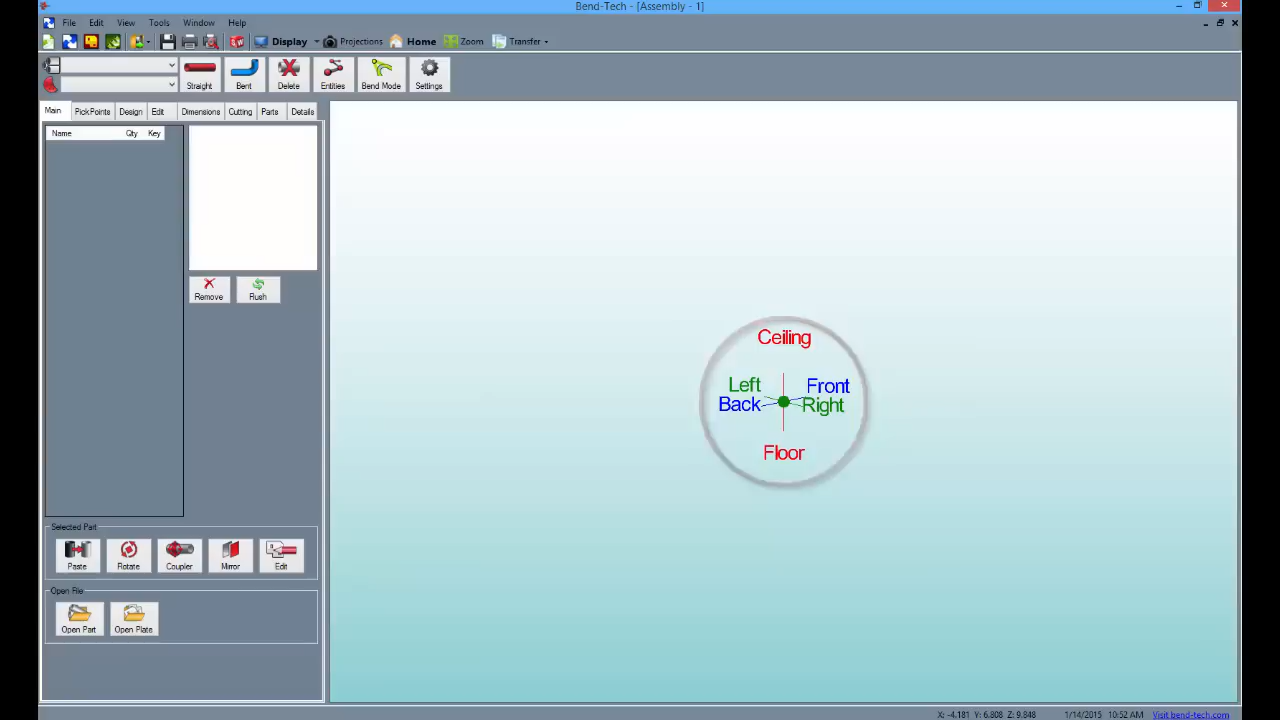 Bend-Tech - [Assembly - 1]
File Edit View Tools Window Help
Display Projections Home Zoom Transfer
Straight Bent Delete Entities Bend Mode Settings
Main PickPoints Design Edit Dimensions Cutting Parts Details
Name Qty Key
Remove Flush
Ceiling
Left Front
Back Right
Floor
Selected Part
Paste Rotate Coupler Mirror Edit
Open File
Open Part Open Plate
X: -4.181 Y: 6.808 Z: 9.848 1/14/2015 10:52 AM Visit bend-tech.com